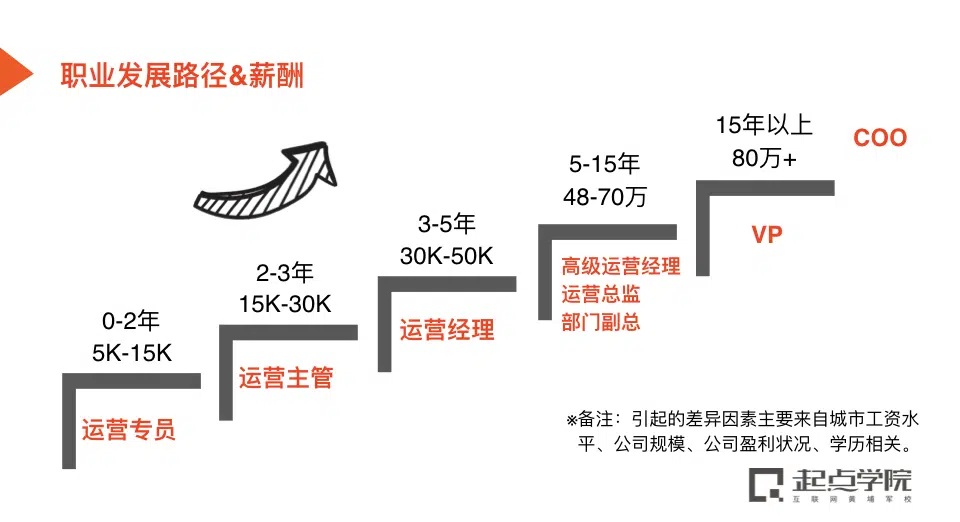 职业发展路径&薪酬
0-2年
5K-15K
运营专员
2-3年
15K-30K
运营主管
3-5年
30K-50K
运营经理
5-15年
48-70万
高级运营经理
运营总监
部门副总
15年以上
80万+
VP
COO
※备注：引起的差异因素主要来自城市工资水
平、公司规模、公司盈利状况、学历相关。
起点学院
互联网黄埔军校